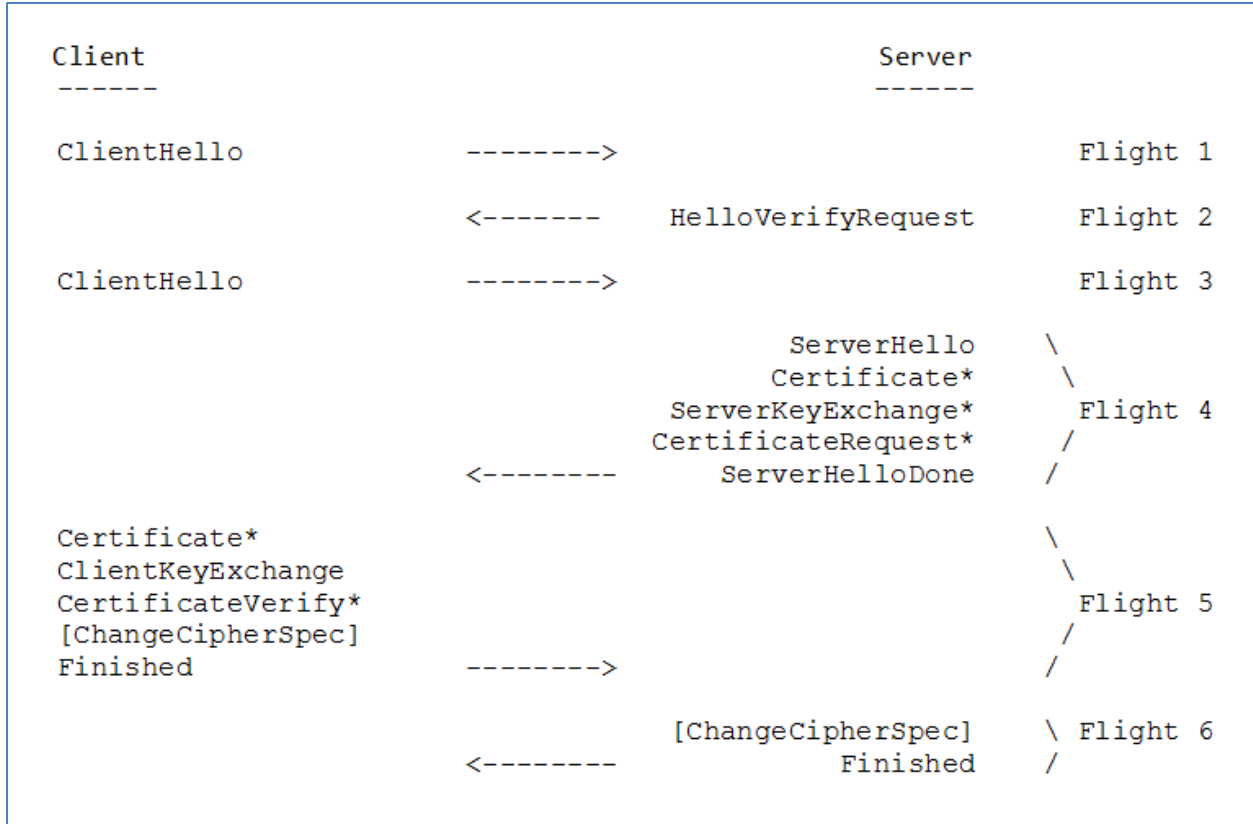 Client                                             Server
------                                             ------
ClientHello             -------->                              Flight 1
                        <-------    HelloVerifyRequest         Flight 2
ClientHello             -------->                              Flight 3
                                           ServerHello    \
                                          Certificate*     \
                                    ServerKeyExchange*      Flight 4
                                   CertificateRequest*     /
                        <--------      ServerHelloDone    /
Certificate*                                              \
ClientKeyExchange                                          \
CertificateVerify*                                          Flight 5
[ChangeCipherSpec]                                         /
Finished                -------->                         /
                                    [ChangeCipherSpec]    \ Flight 6
                        <--------             Finished    /